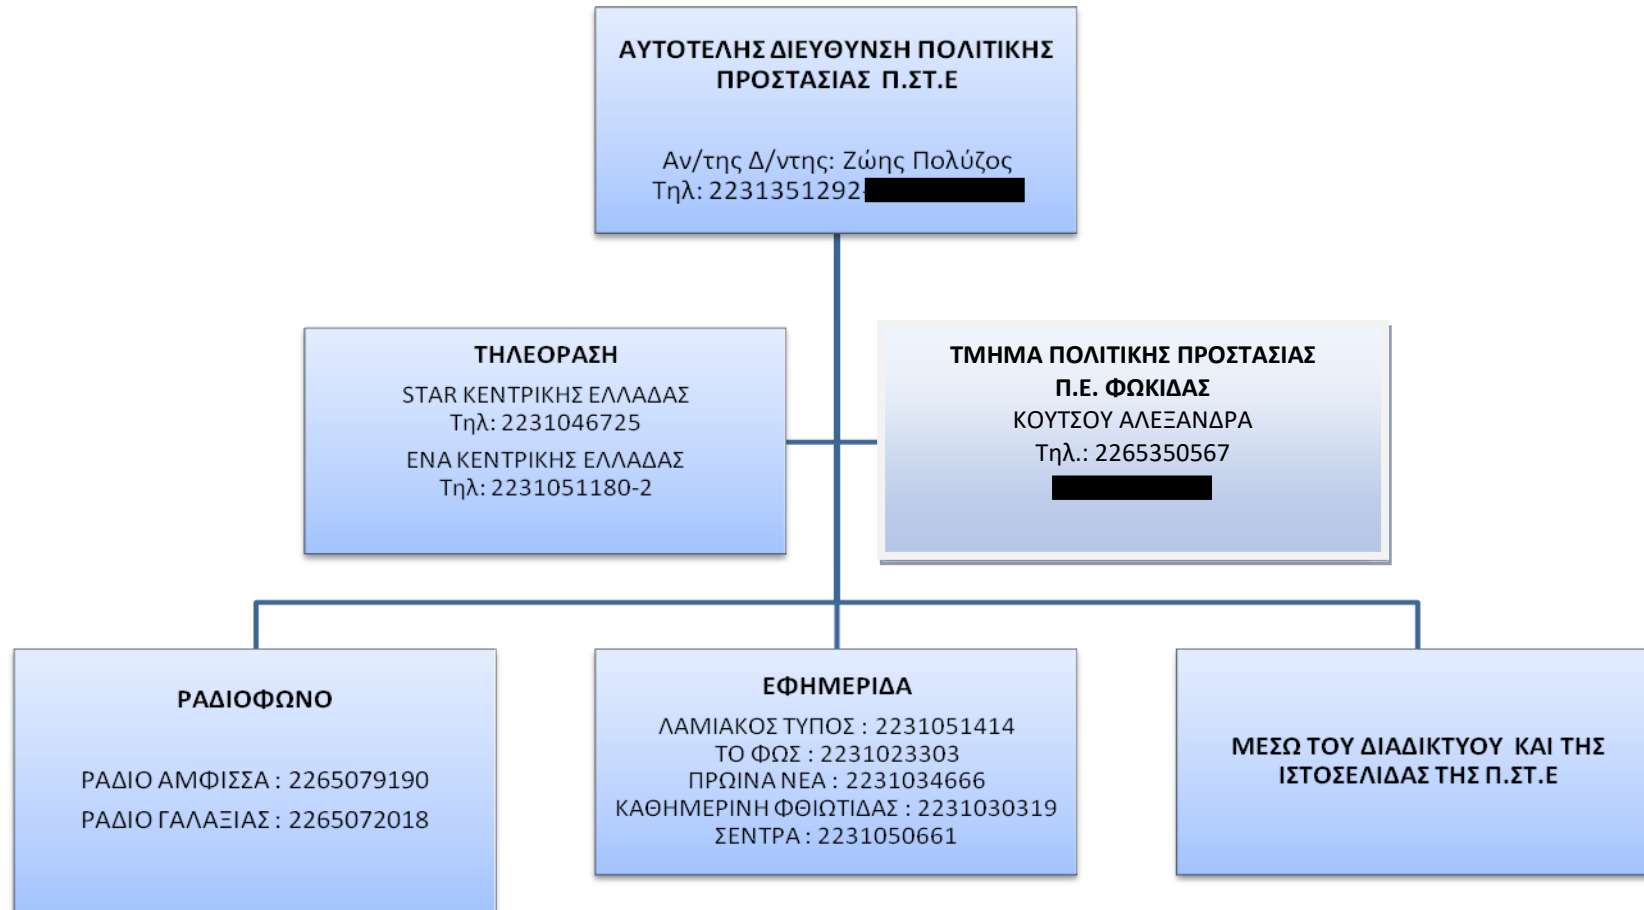 ΑΥΤΟΤΕΛΗΣ ΔΙΕΥΘΥΝΣΗ ΠΟΛΙΤΙΚΗΣ
ΠΡΟΣΤΑΣΙΑΣ Π.ΣΤ.Ε
Αν/της Δ/ντης: Ζώης Πολύζος
Τηλ: 2231351292-
ΤΗΛΕΟΡΑΣΗ
STAR ΚΕΝΤΡΙΚΗΣ ΕΛΛΑΔΑΣ
Τηλ: 2231046725
ΕΝΑ ΚΕΝΤΡΙΚΗΣ ΕΛΛΑΔΑΣ
Τηλ: 2231051180-2
ΤΜΗΜΑ ΠΟΛΙΤΙΚΗΣ ΠΡΟΣΤΑΣΙΑΣ
Π.Ε. ΦΩΚΙΔΑΣ
ΚΟΥΤΣΟΥ ΑΛΕΞΑΝΔΡΑ
Τηλ.: 2265350567
ΡΑΔΙΟΦΩΝΟ
ΡΑΔΙΟ ΑΜΦΙΣΣΑ : 2265079190
ΡΑΔΙΟ ΓΑΛΑΞΙΑΣ : 2265072018
ΕΦΗΜΕΡΙΔΑ
ΛΑΜΙΑΚΟΣ ΤΥΠΟΣ : 2231051414
ΤΟ ΦΩΣ : 2231023303
ΠΡΩΙΝΑ ΝΕΑ : 2231034666
ΚΑΘΗΜΕΡΙΝΗ ΦΘΙΩΤΙΔΑΣ : 2231030319
ΣΕΝΤΡΑ : 2231050661
ΜΕΣΩ ΤΟΥ ΔΙΑΔΙΚΤΥΟΥ ΚΑΙ ΤΗΣ
ΙΣΤΟΣΕΛΙΔΑΣ ΤΗΣ Π.ΣΤ.Ε